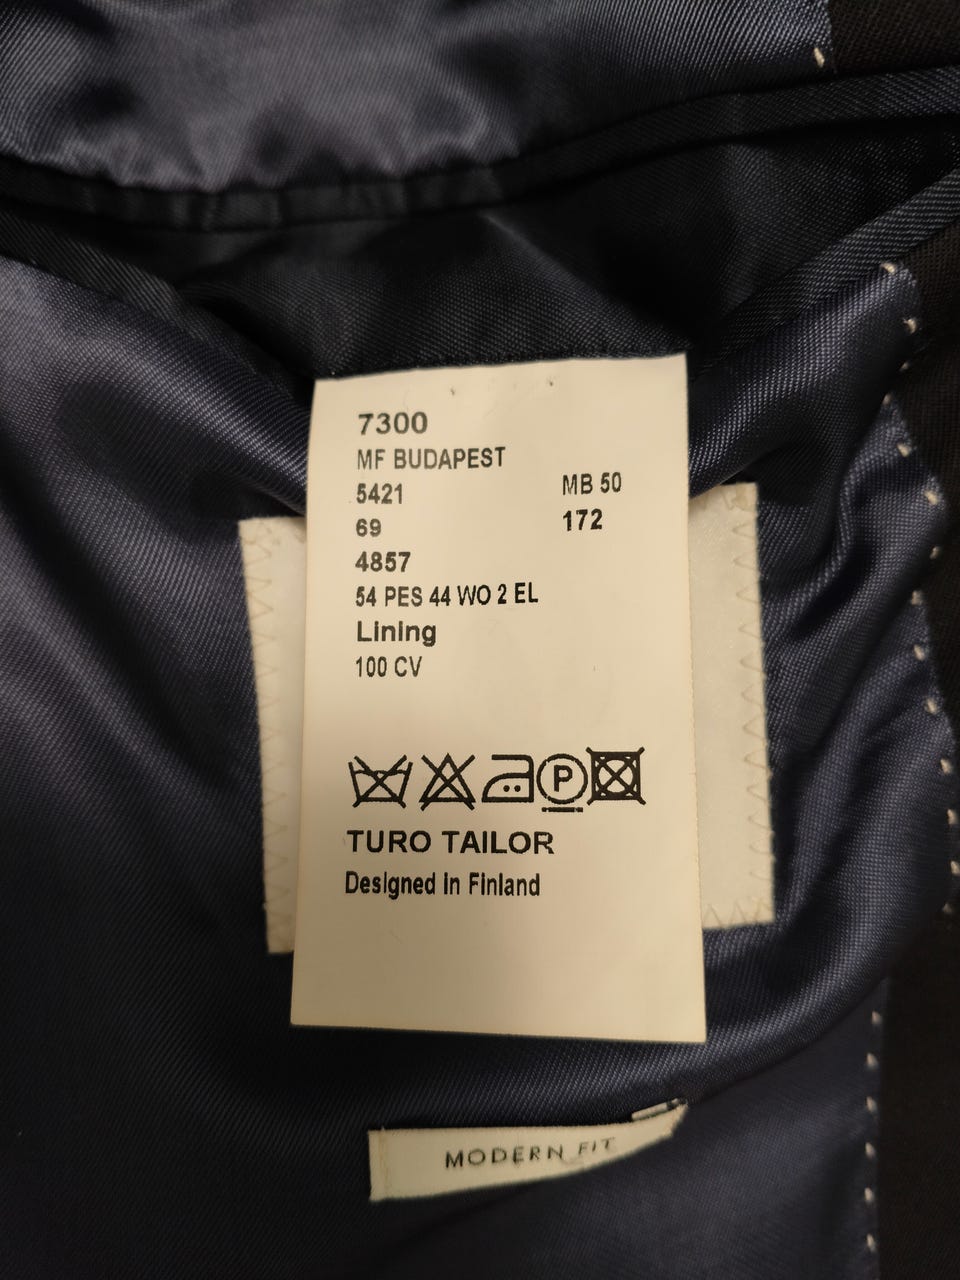 7300
MF BUDAPEST
5421 MB 50
69 172
4857
54 PES 44 WO 2 EL
Lining
100 CV
P
TURO TAILOR
Designed in Finland
MODERN FIT